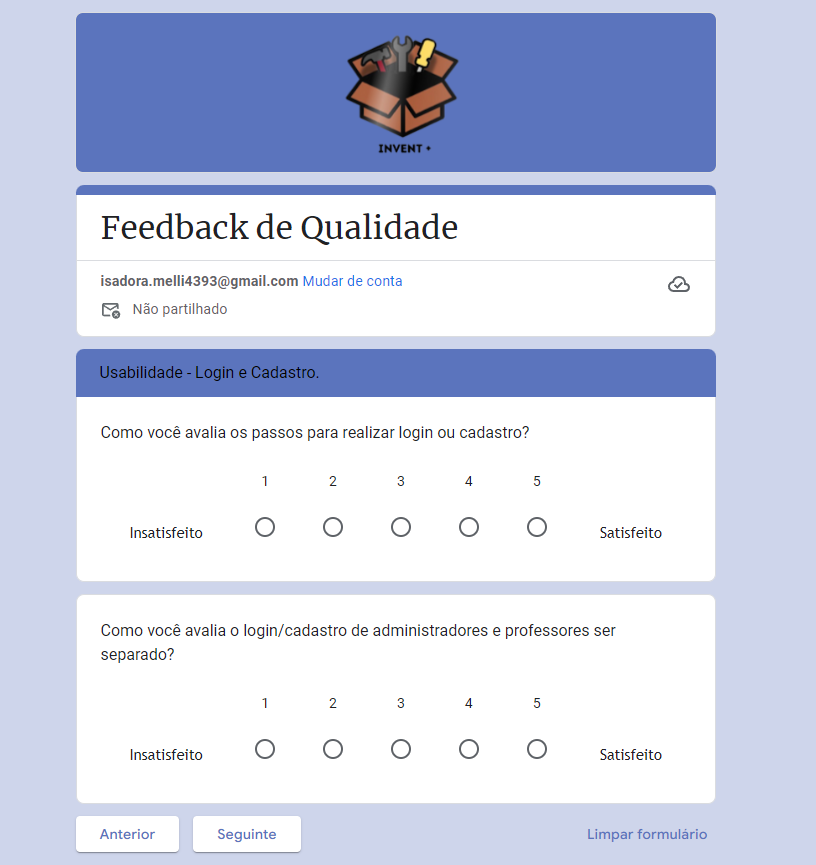 INVENT +
Feedback de Qualidade
isadora.melli4393@gmail.com Mudar de conta
Não partilhado
Usabilidade - Login e Cadastro.
Como você avalia os passos para realizar login ou cadastro?
1 2 3 4 5
Insatisfeito Satisfeito
Como você avalia o login/cadastro de administradores e professores ser
separado?
1 2 3 4 5
Insatisfeito Satisfeito
Anterior Seguinte Limpar formulário